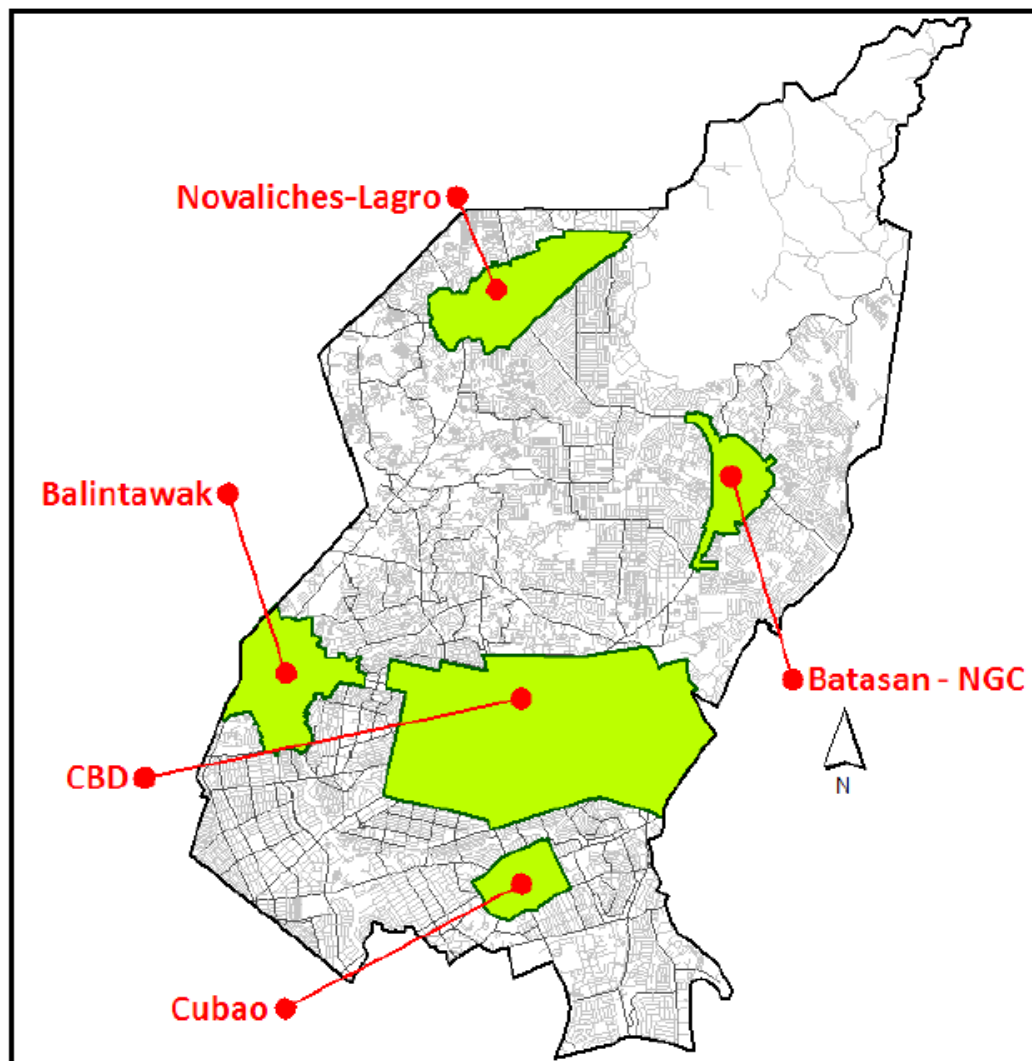 Novaliches-Lagro
Balintawak
Batasan - NGC
N
CBD
Cubao